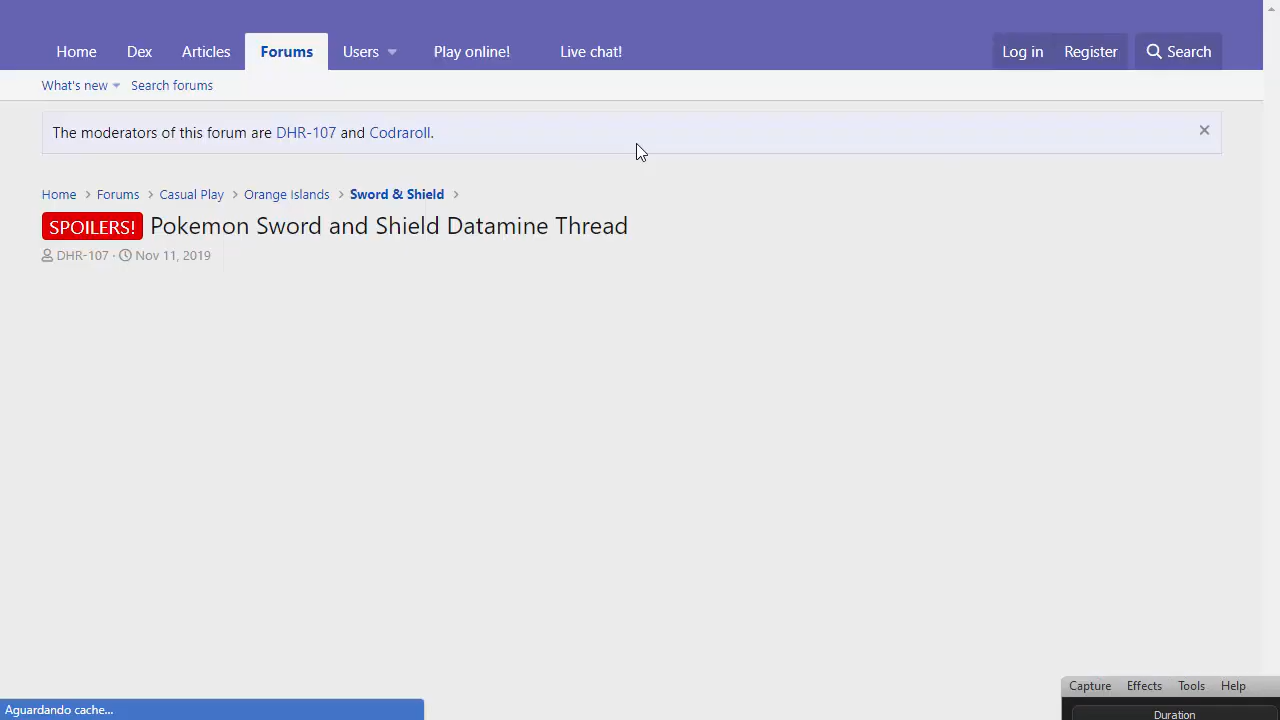 Home Dex Articles Forums Users Play online! Live chat! Log in Register Search
What's new Search forums
The moderators of this forum are DHR-107 and Codraroll.
Home Forums Casual Play Orange Islands Sword & Shield
SPOILERS! Pokemon Sword and Shield Datamine Thread
DHR-107 · Nov 11, 2019
Aguardando cache...
Capture Effects Tools Help
Duration